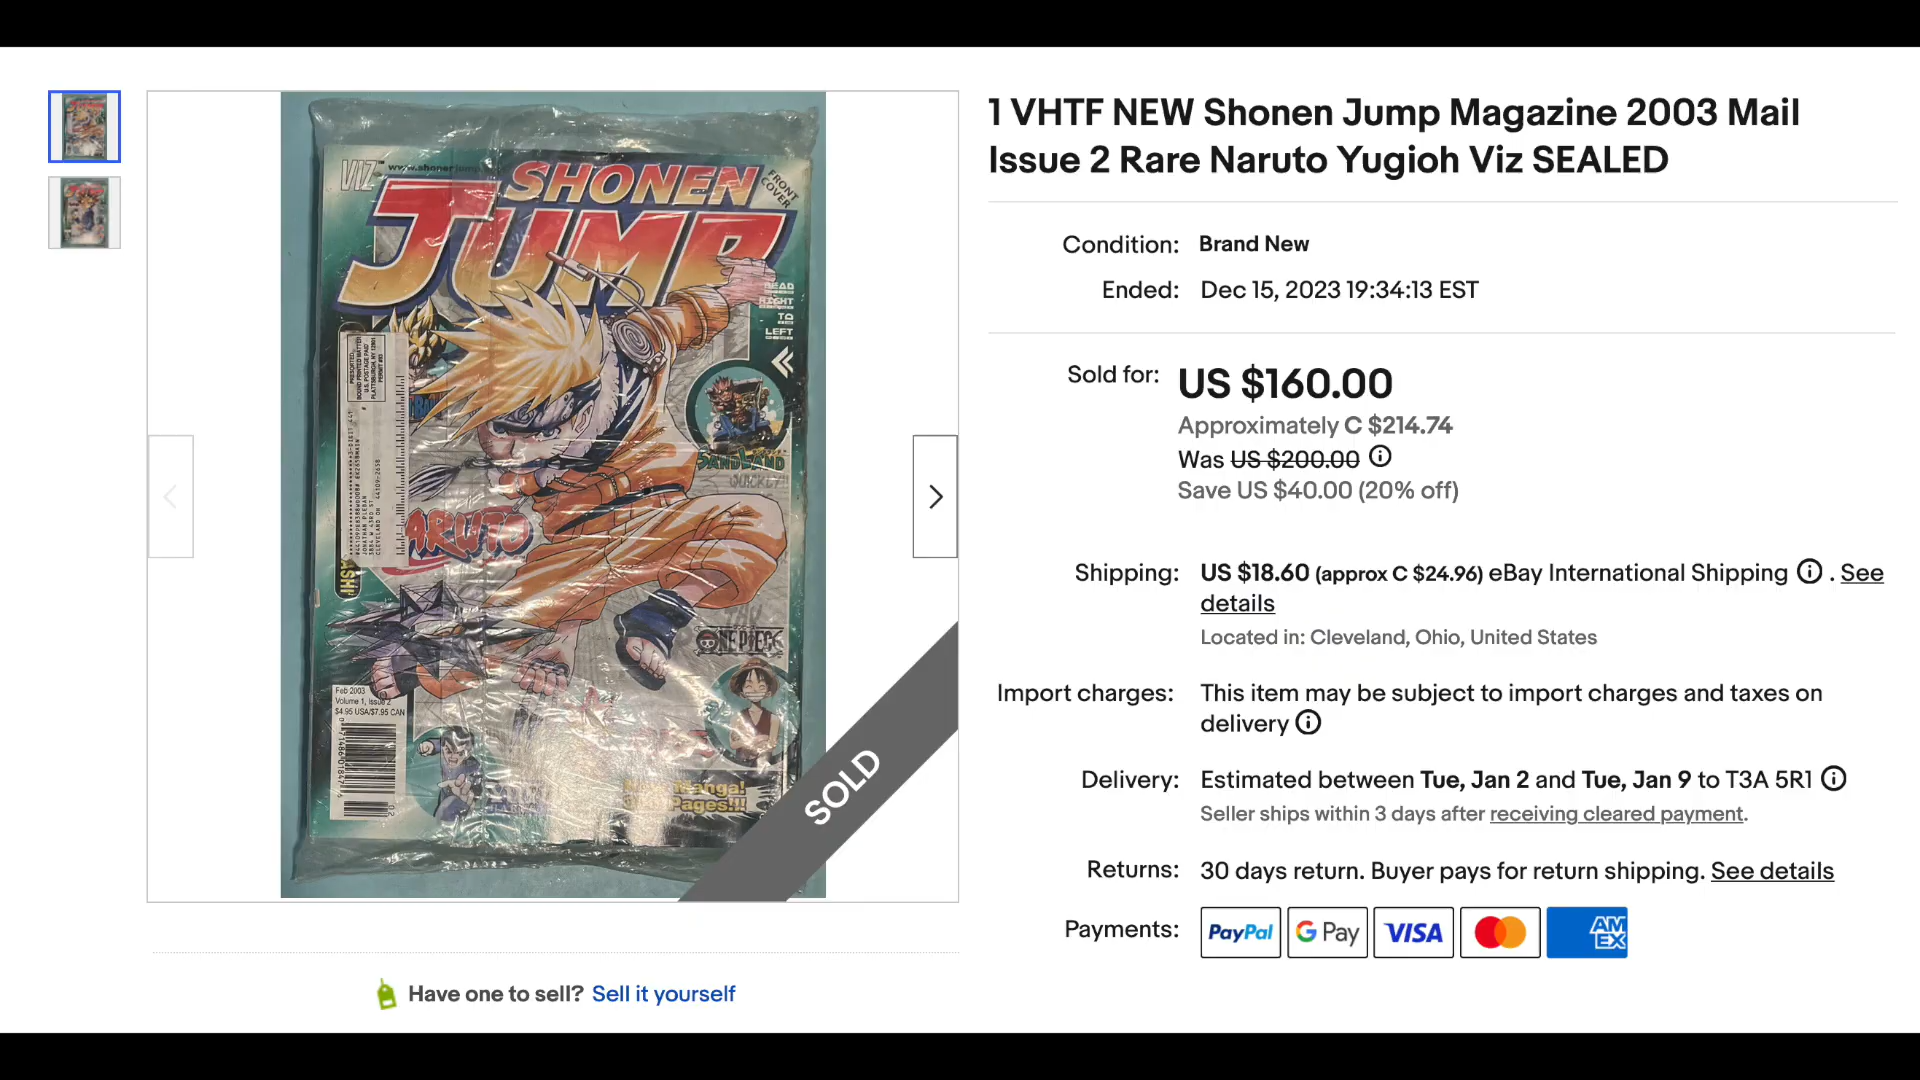 1 VHTF NEW Shonen Jump Magazine 2003 Mail
Issue 2 Rare Naruto Yugioh Viz SEALED
Condition: Brand New
Ended: Dec 15, 2023 19:34:13 EST
Sold for: US $160.00
Approximately C $214.74
Was US $200.00
Save US $40.00 (20% off)
Shipping: US $18.60 (approx C $24.96) eBay International Shipping . See
details
Located in: Cleveland, Ohio, United States
Import charges: This item may be subject to import charges and taxes on
delivery
Delivery: Estimated between Tue, Jan 2 and Tue, Jan 9 to T3A 5R1
Seller ships within 3 days after receiving cleared payment.
Returns: 30 days return. Buyer pays for return shipping. See details
Payments: PayPal G Pay VISA AM
EX
VIZ
SHONEN
JUMP
FRONT
COVER
READ
RIGHT
TO
LEFT
SANDLAND
QUICKLY!!
ARUTO
ONE PIECE
Feb 2003
Volume 1, Issue 2
$4.95 USA/$7.95 CAN
Manga!
Pages!!!
SOLD
Have one to sell? Sell it yourself